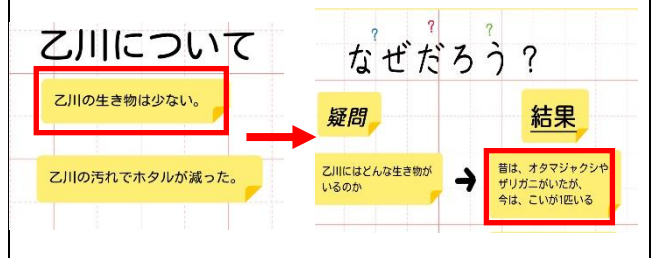 乙川について
乙川の生き物は少ない。
乙川の汚れでホタルが減った。
? ? ?
なぜだろう?
疑問
結果
乙川にはどんな生き物が
いるのか
➔
昔は、オタマジャクシや
ザリガニがいたが、
今は、こいが1匹いる